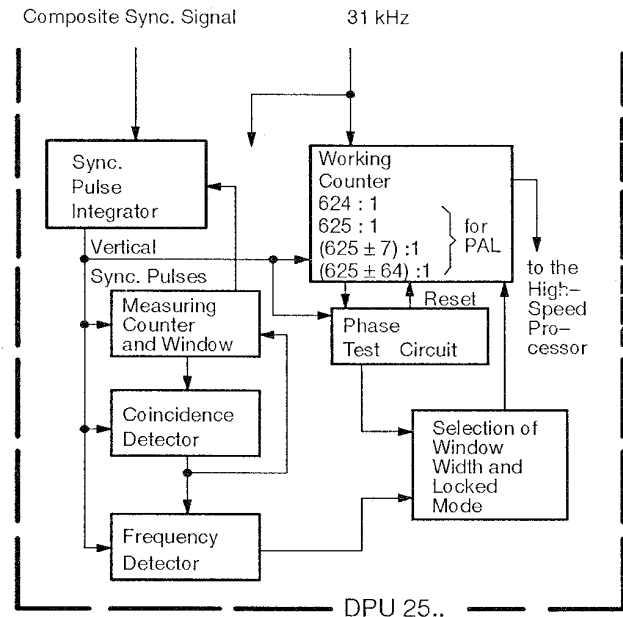 Composite Sync. Signal
31 kHz
Sync.
Pulse
Integrator
Working
Counter
624 : 1
625 : 1
(625 ± 7) :1
(625 ± 64) :1
for
PAL
to the
High–
Speed
Pro–
cessor
Vertical
Sync. Pulses
Measuring
Counter
and Window
Reset
Phase
Test Circuit
Coincidence
Detector
Selection of
Window
Width and
Locked
Mode
Frequency
Detector
DPU 25..